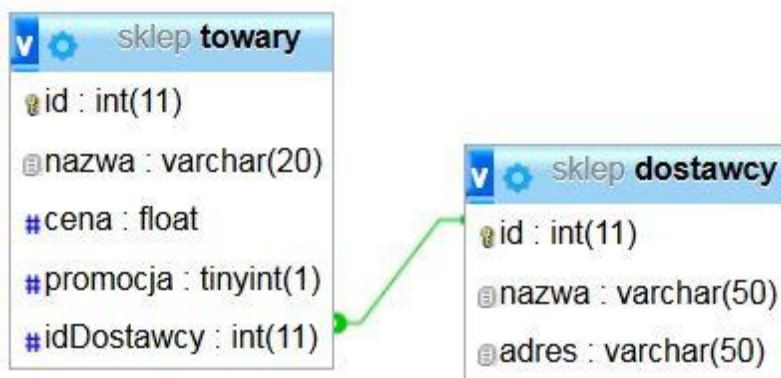 v sklep towary
id : int(11)
nazwa : varchar(20)
#cena : float
#promocja : tinyint(1)
#idDostawcy : int(11)
v sklep dostawcy
id : int(11)
nazwa : varchar(50)
adres : varchar(50)